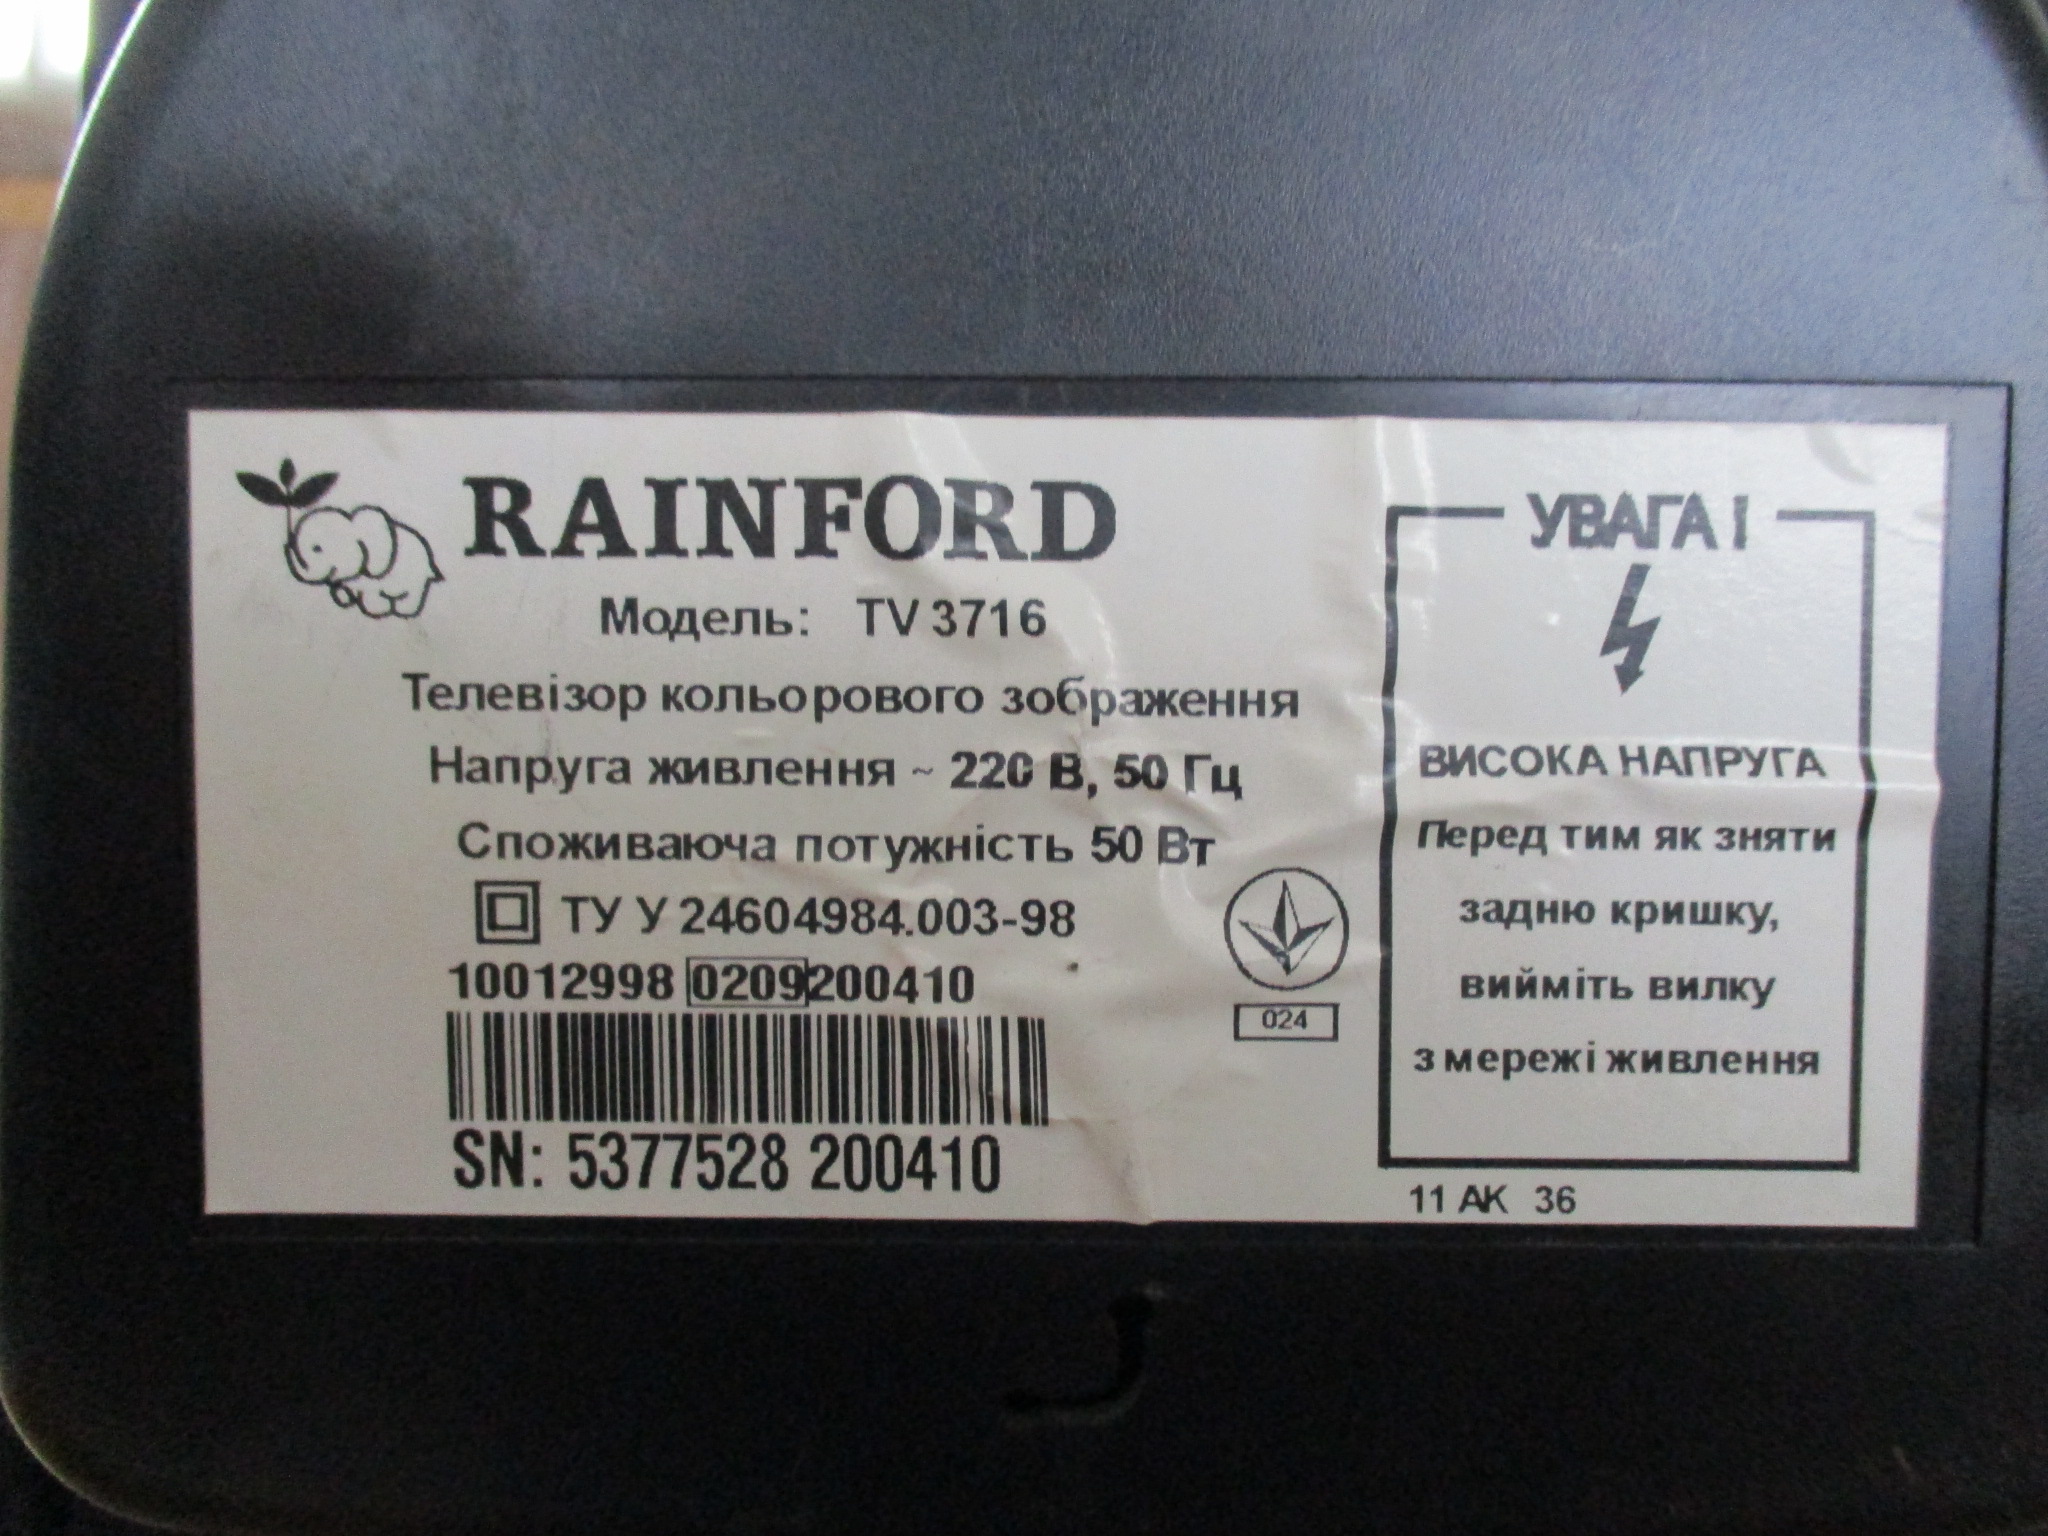 RAINFORD
Модель: TV 3716
Телевізор кольорового зображення
Напруга живлення ~ 220 В, 50 Гц
Споживаюча потужність 50 Вт
ТУ У 24604984.003-98
10012998 0209200410
SN: 5377528 200410
024
УВАГА !
ВИСОКА НАПРУГА
Перед тим як зняти
задню кришку,
вийміть вилку
з мережі живлення
11 АК 36